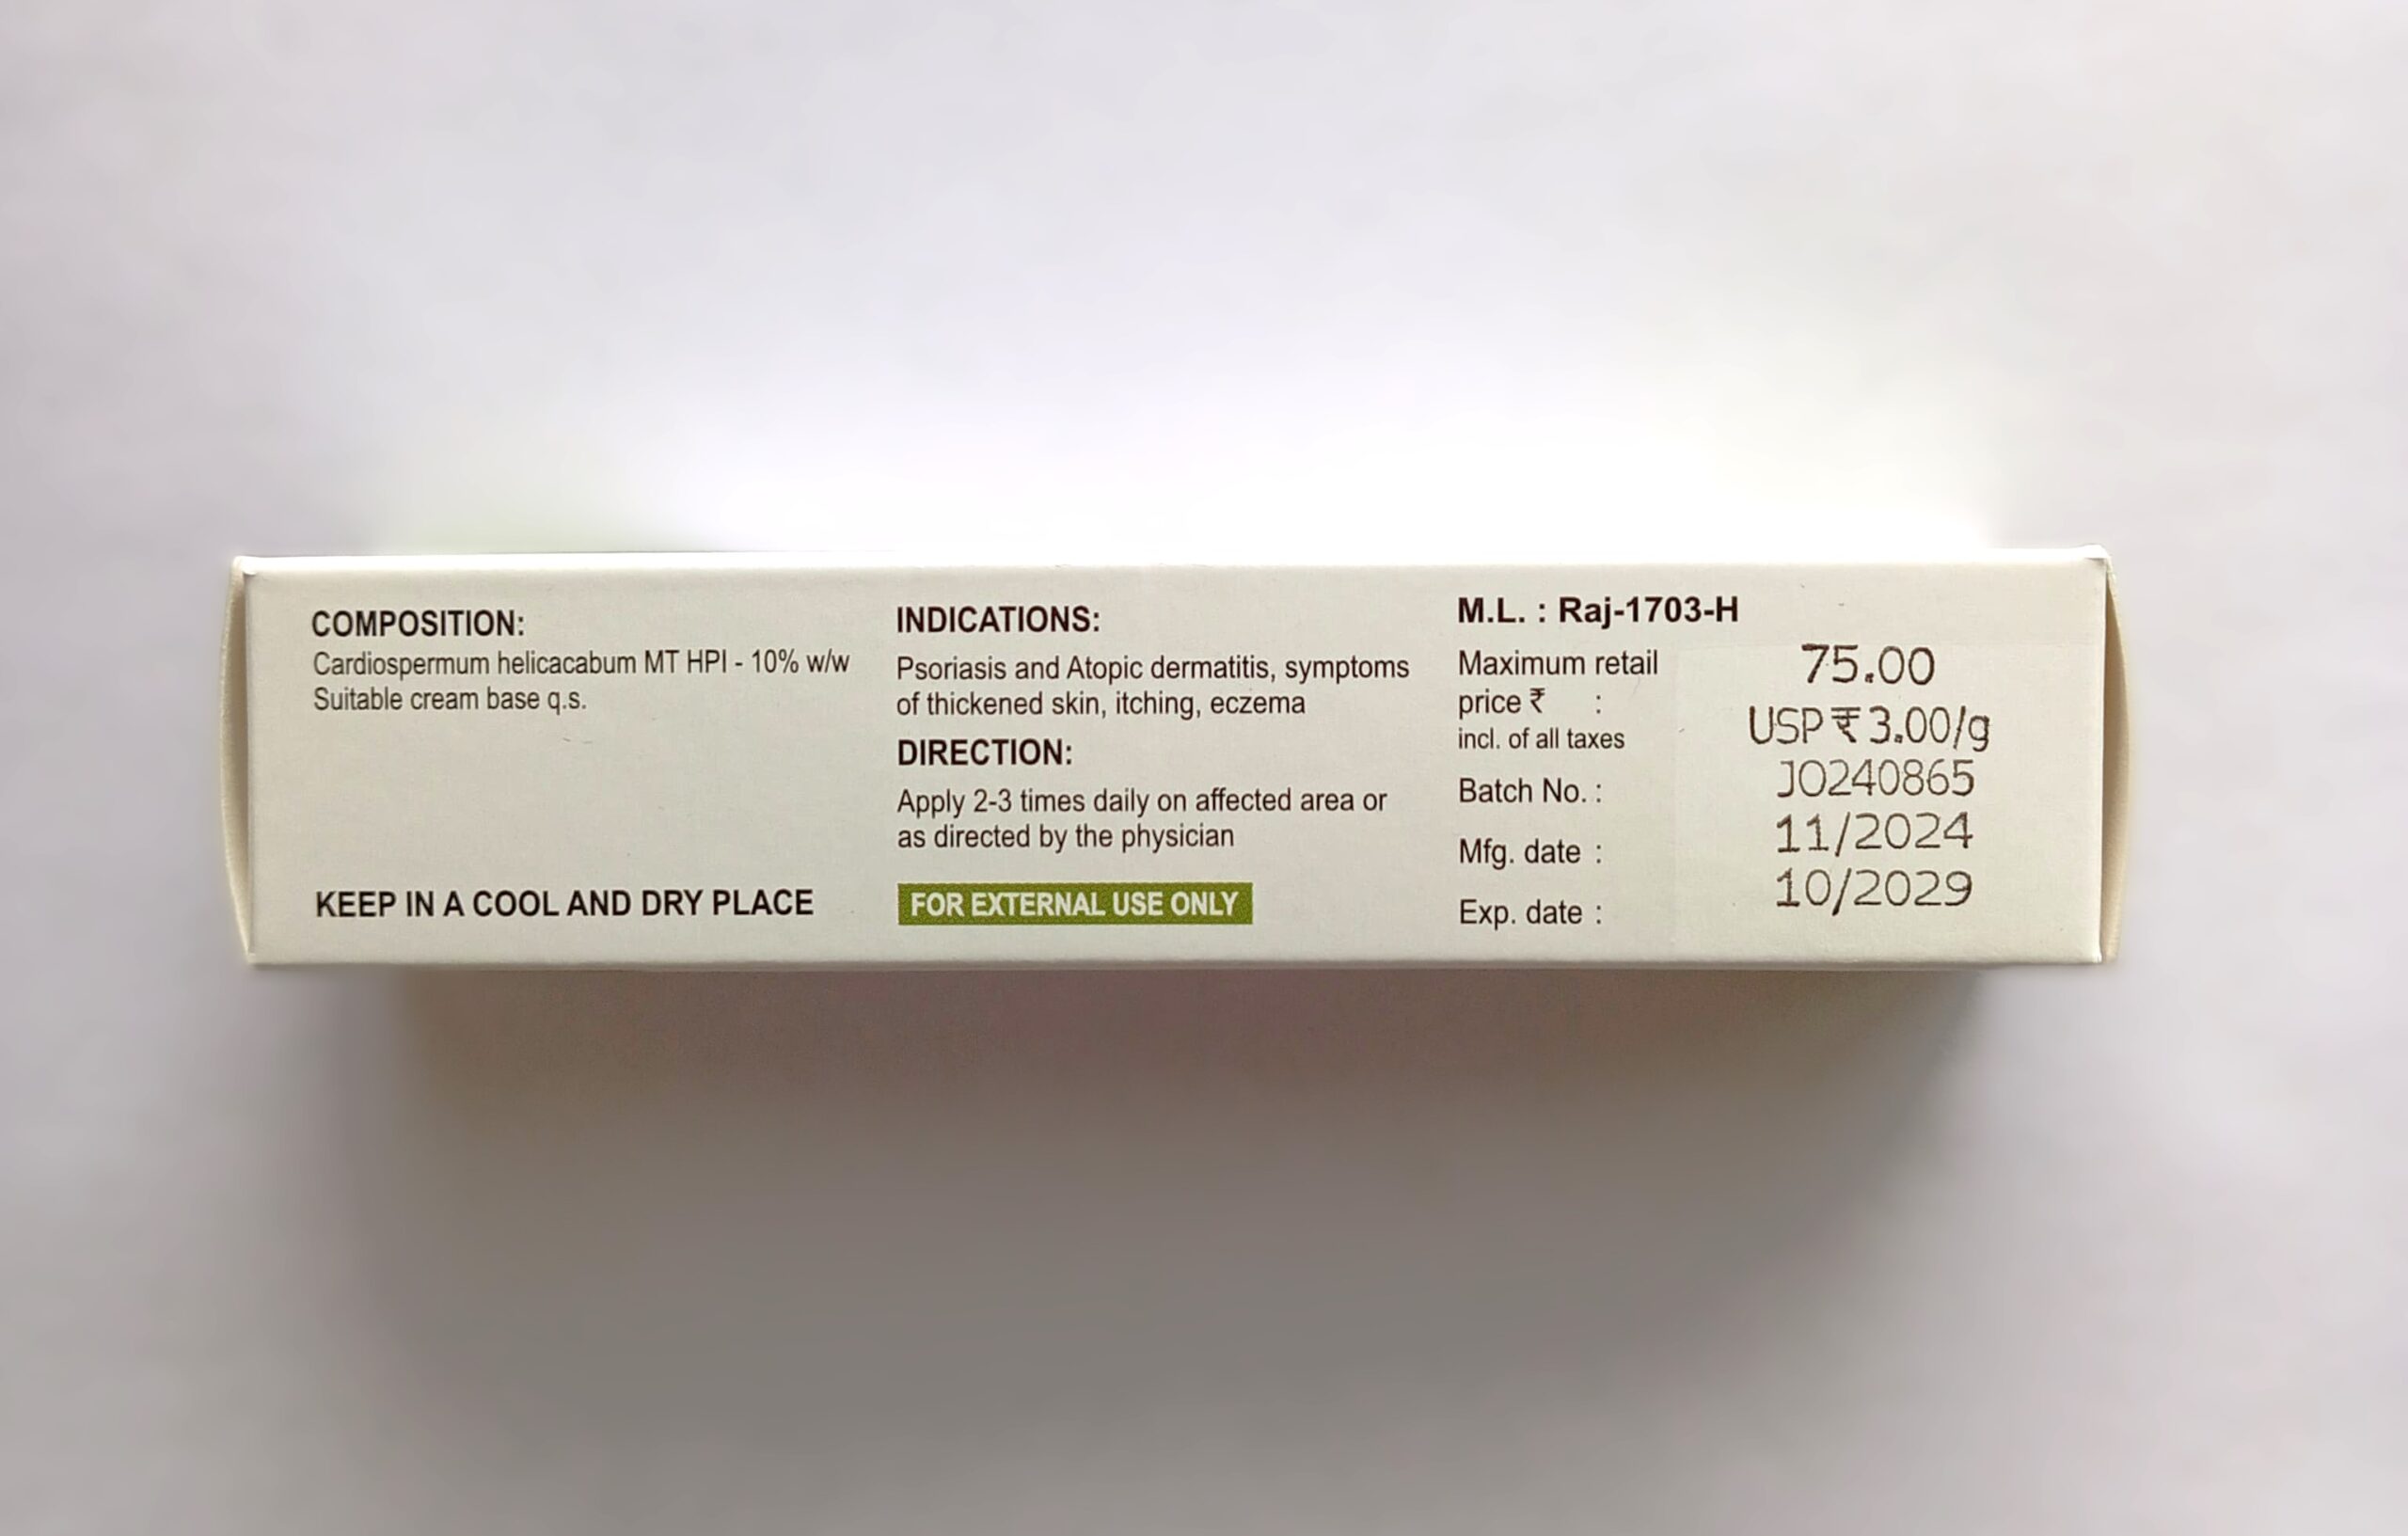 COMPOSITION:
Cardiospermum helicacabum MT HPI - 10% w/w
Suitable cream base q.s.
KEEP IN A COOL AND DRY PLACE
INDICATIONS:
Psoriasis and Atopic dermatitis, symptoms
of thickened skin, itching, eczema
DIRECTION:
Apply 2-3 times daily on affected area or
as directed by the physician
FOR EXTERNAL USE ONLY
M.L. : Raj-1703-H
Maximum retail
price ₹ : 75.00
incl. of all taxes USP ₹ 3.00/g
Batch No. : JO240865
Mfg. date : 11/2024
Exp. date : 10/2029